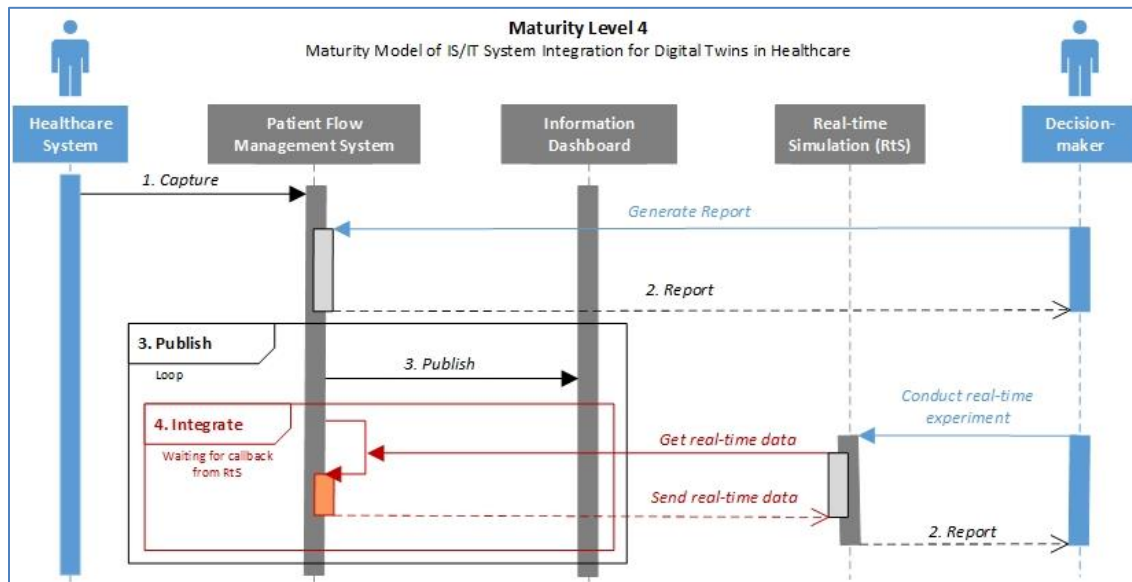 Maturity Level 4
Maturity Model of IS/IT System Integration for Digital Twins in Healthcare
Healthcare
System
Patient Flow
Management System
Information
Dashboard
Real-time
Simulation (RtS)
Decision-
maker
1. Capture
Generate Report
2. Report
3. Publish
Loop
3. Publish
Conduct real-time
experiment
4. Integrate
Waiting for callback
from RtS
Get real-time data
Send real-time data
2. Report